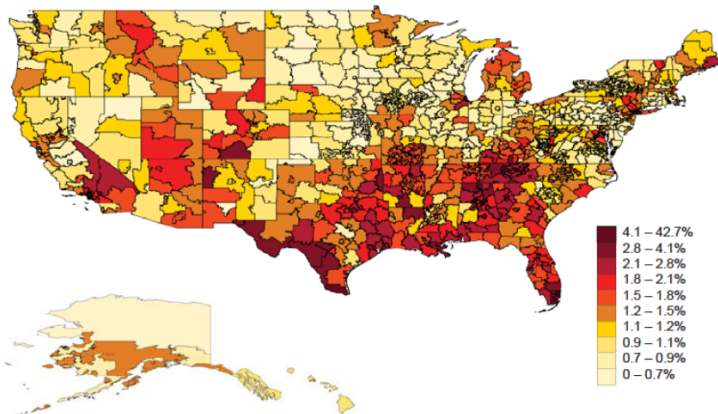 4.1 – 42.7%
2.8 – 4.1%
2.1 – 2.8%
1.8 – 2.1%
1.5 – 1.8%
1.2 – 1.5%
1.1 – 1.2%
0.9 – 1.1%
0.7 – 0.9%
0 – 0.7%